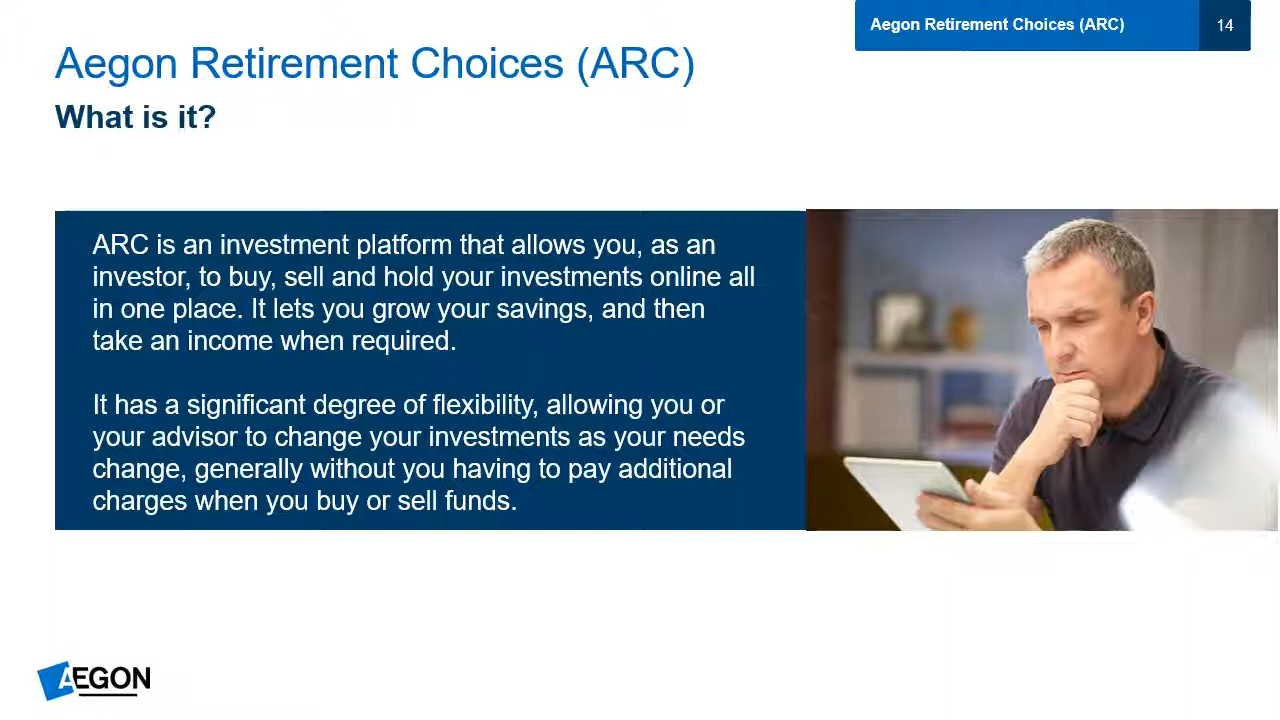 Aegon Retirement Choices (ARC)
14
Aegon Retirement Choices (ARC)
What is it?
ARC is an investment platform that allows you, as an
investor, to buy, sell and hold your investments online all
in one place. It lets you grow your savings, and then
take an income when required.
It has a significant degree of flexibility, allowing you or
your advisor to change your investments as your needs
change, generally without you having to pay additional
charges when you buy or sell funds.
AEGON